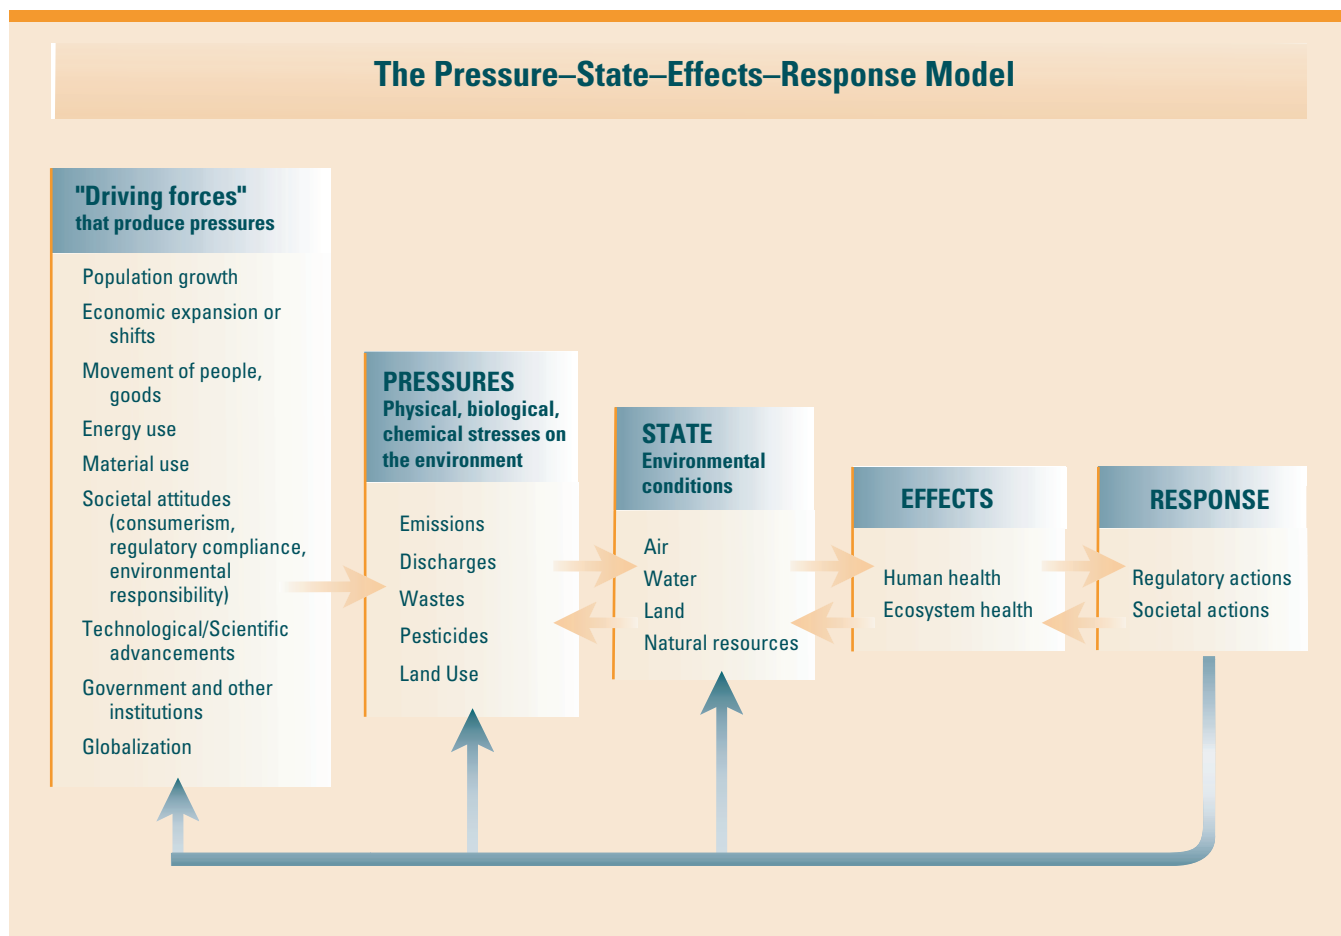 The Pressure–State–Effects–Response Model
"Driving forces"
that produce pressures
Population growth
Economic expansion or
shifts
Movement of people,
goods
Energy use
Material use
Societal attitudes
(consumerism,
regulatory compliance,
environmental
responsibility)
Technological/Scientific
advancements
Government and other
institutions
Globalization
PRESSURES
Physical, biological,
chemical stresses on
the environment
Emissions
Discharges
Wastes
Pesticides
Land Use
STATE
Environmental
conditions
Air
Water
Land
Natural resources
EFFECTS
Human health
Ecosystem health
RESPONSE
Regulatory actions
Societal actions